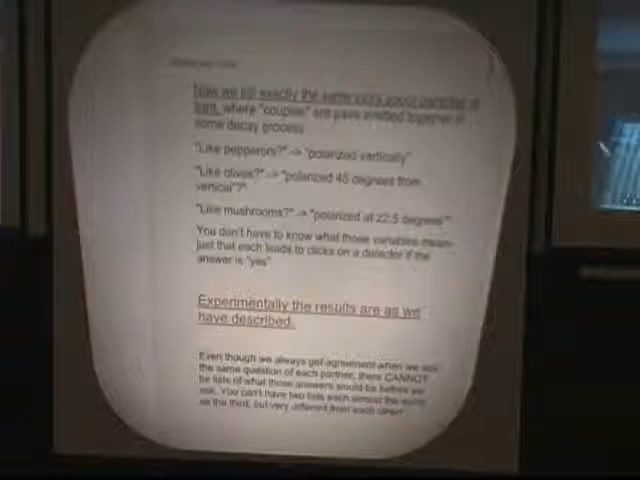 Now we tell exactly the same story about particles of
light, where "couples" are pairs emitted together in
some decay process
"Like pepperoni?" -> "polarized vertically"
"Like olives?" -> "polarized 45 degrees from
vertical"?"
"Like mushrooms?" -> "polarized at 22.5 degrees"
You don't have to know what those variables mean-
just that each leads to clicks on a detector if the
answer is "yes"
Experimentally the results are as we
have described.
Even though we always get agreement when we ask
the same question of each partner, there CANNOT
be lists of what those answers would be before we
ask. You can't have two lists each almost the same
as the third, but very different from each other!